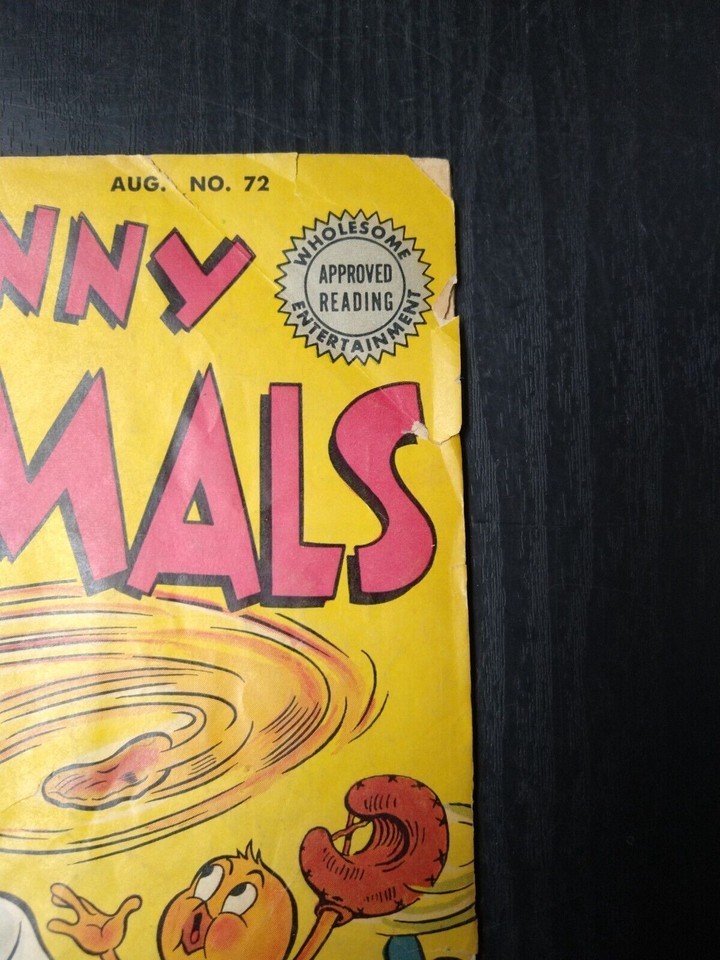 AUG. NO. 72
NNY
MALS
WHOLESOME
APPROVED
READING
ENTERTAINMENT